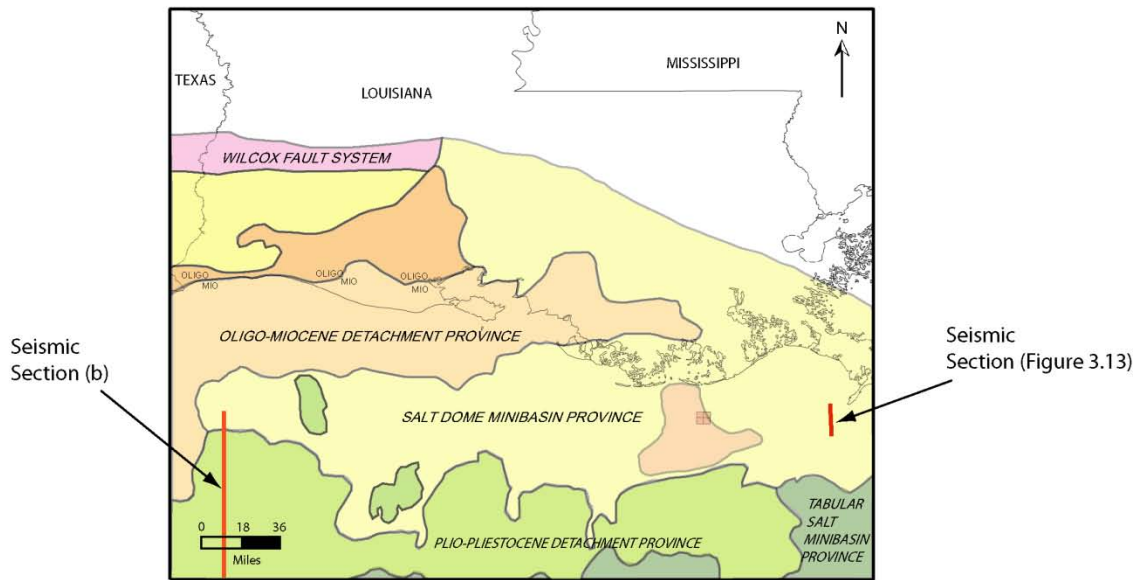 N
TEXAS
LOUISIANA
MISSISSIPPI
WILCOX FAULT SYSTEM
OLIGO
MIO
OLIGO
MIO
OLIGO
MIO
OLIGO-MIOCENE DETACHMENT PROVINCE
Seismic
Section (b)
Seismic
Section (Figure 3.13)
SALT DOME MINIBASIN PROVINCE
TABULAR
SALT
MINIBASIN
PROVINCE
PLIO-PLIESTOCENE DETACHMENT PROVINCE
0 18 36
Miles